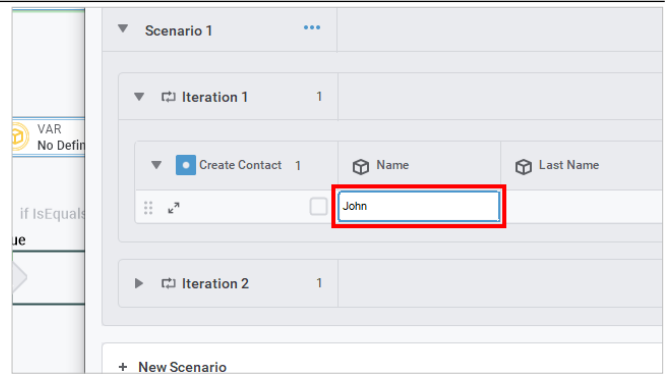 Scenario 1
Iteration 1 1
VAR
No Defin
Create Contact 1 Name Last Name
if IsEquals
John
ue
Iteration 2 1
+ New Scenario